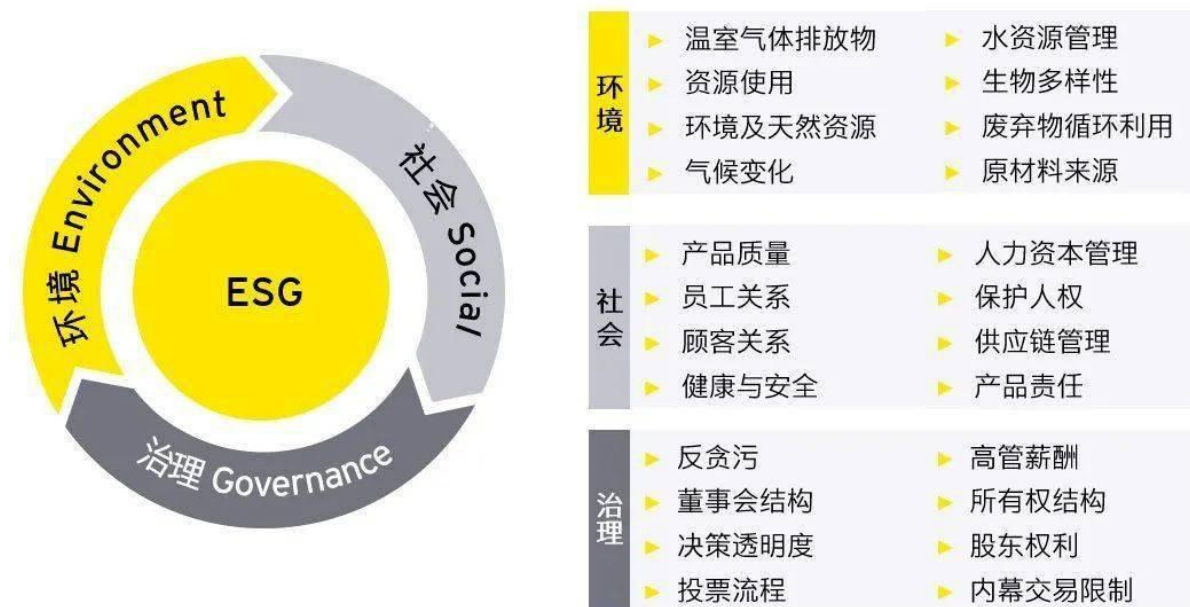 环境 Environment
社会 Social
治理 Governance
ESG
环境
温室气体排放物
水资源管理
资源使用
生物多样性
环境及天然资源
废弃物循环利用
气候变化
原材料来源
社会
产品质量
人力资本管理
员工关系
保护人权
顾客关系
供应链管理
健康与安全
产品责任
治理
反贪污
高管薪酬
董事会结构
所有权结构
决策透明度
股东权利
投票流程
内幕交易限制